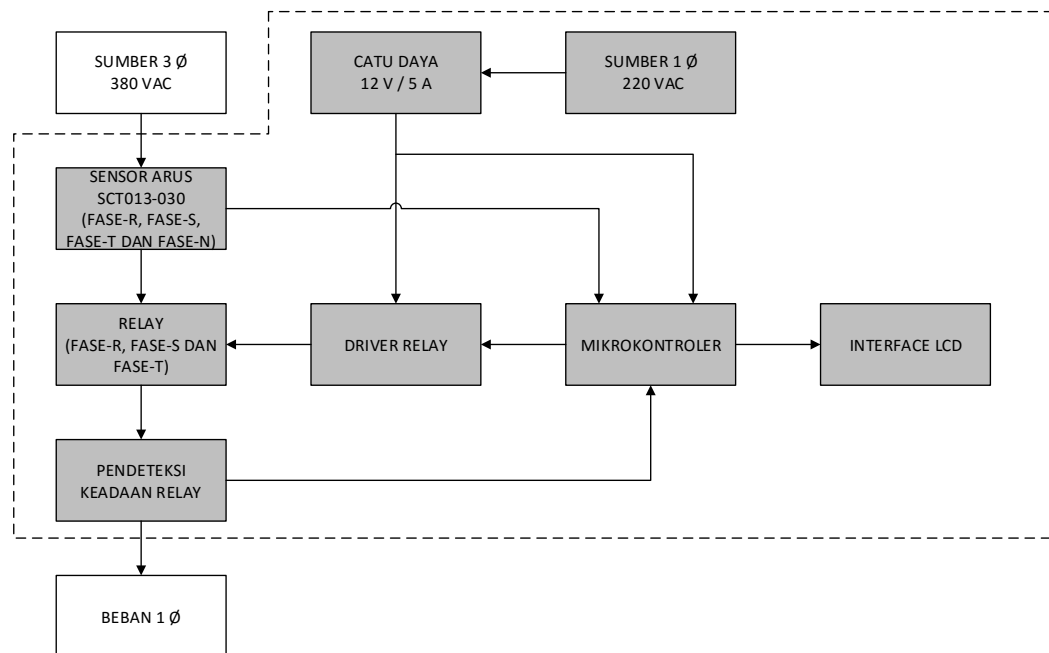 SUMBER 3 Ø
380 VAC
CATU DAYA
12 V / 5 A
SUMBER 1 Ø
220 VAC
SENSOR ARUS
SCT013-030
(FASE-R, FASE-S,
FASE-T DAN FASE-N)
RELAY
(FASE-R, FASE-S DAN
FASE-T)
DRIVER RELAY
MIKROKONTROLER
INTERFACE LCD
PENDETEKSI
KEADAAN RELAY
BEBAN 1 Ø